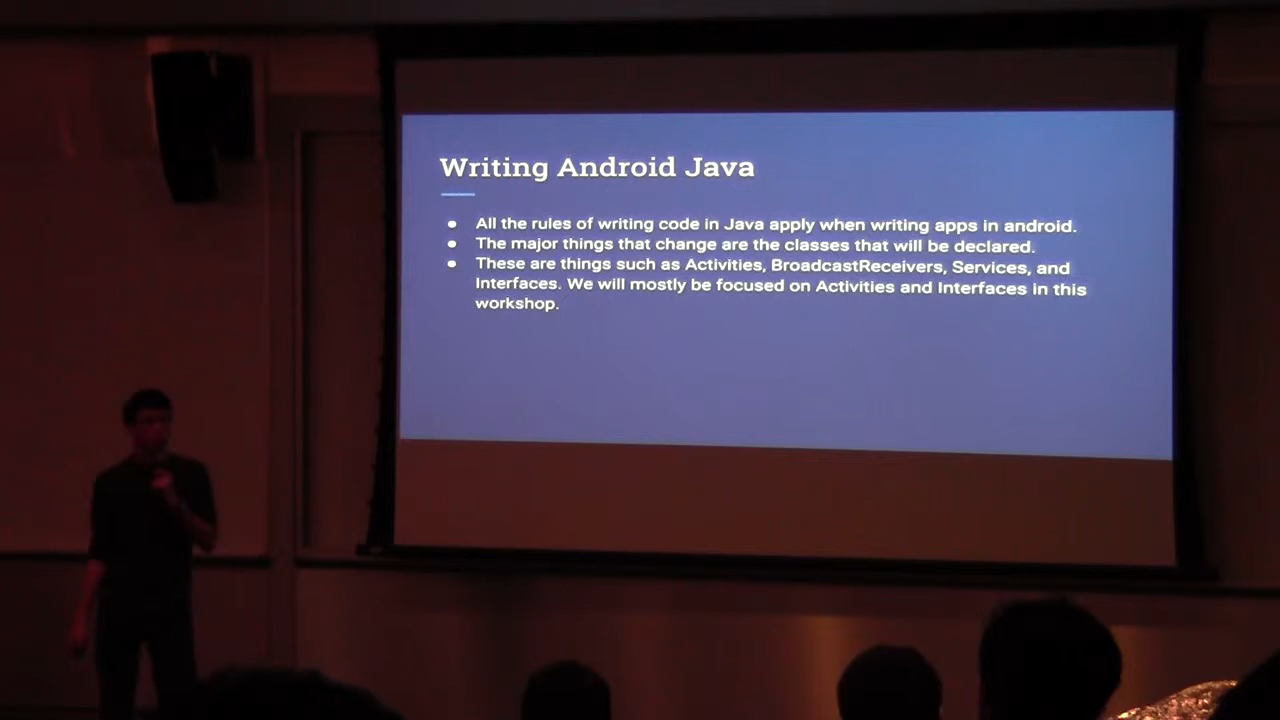 Writing Android Java
● All the rules of writing code in Java apply when writing apps in android.
● The major things that change are the classes that will be declared.
● These are things such as Activities, BroadcastReceivers, Services, and
Interfaces. We will mostly be focused on Activities and Interfaces in this
workshop.